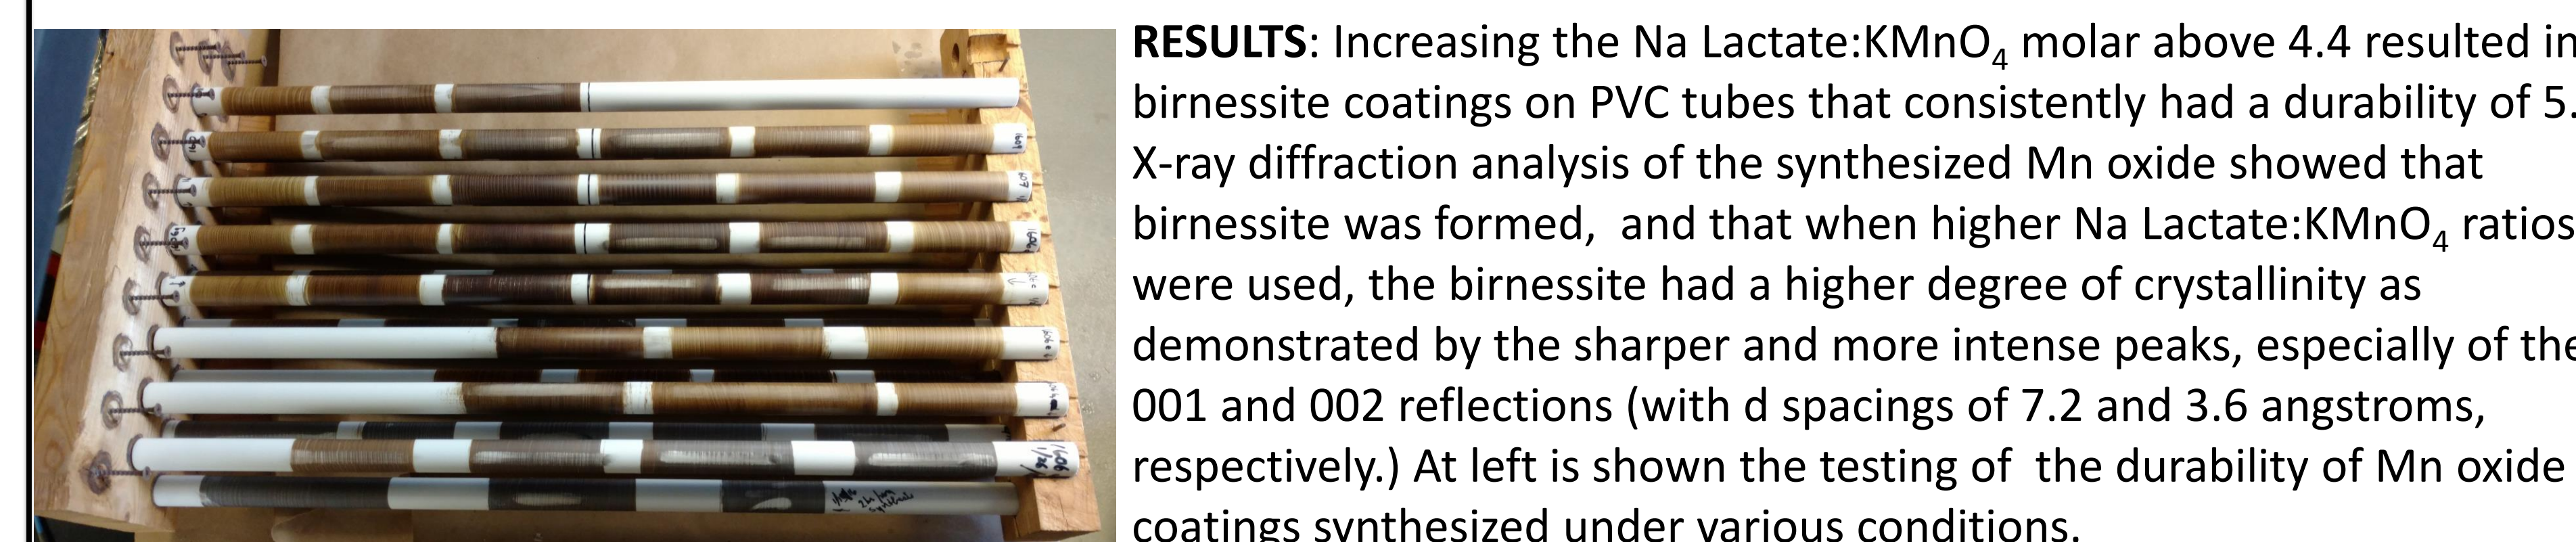 RESULTS: Increasing the Na Lactate:KMnO₄ molar above 4.4 resulted in
birnessite coatings on PVC tubes that consistently had a durability of 5.
X-ray diffraction analysis of the synthesized Mn oxide showed that
birnessite was formed,  and that when higher Na Lactate:KMnO₄ ratios
were used, the birnessite had a higher degree of crystallinity as
demonstrated by the sharper and more intense peaks, especially of the
001 and 002 reflections (with d spacings of 7.2 and 3.6 angstroms,
respectively.) At left is shown the testing of  the durability of Mn oxide
coatings synthesized under various conditions.